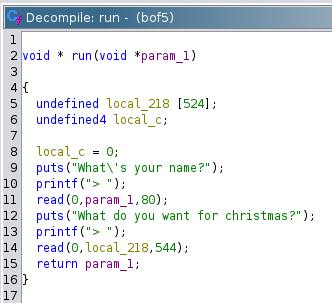 Decompile: run - (bof5)
1
2 void * run(void *param_1)
3
4 {
5 undefined local_218 [524];
6 undefined4 local_c;
7
8 local_c = 0;
9 puts("What\'s your name?");
10 printf("> ");
11 read(0,param_1,80);
12 puts("What do you want for christmas?");
13 printf("> ");
14 read(0,local_218,544);
15 return param_1;
16 }
17